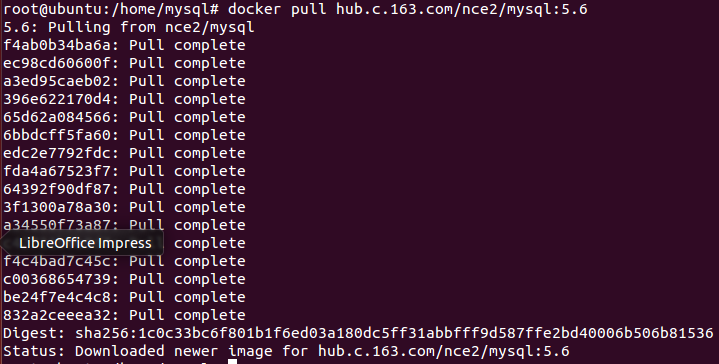 root@ubuntu:/home/mysql# docker pull hub.c.163.com/nce2/mysql:5.6
5.6: Pulling from nce2/mysql
f4ab0b34ba6a: Pull complete
ec98cd60600f: Pull complete
a3ed95caeb02: Pull complete
396e622170d4: Pull complete
65d62a084566: Pull complete
6bbdcff5fa60: Pull complete
edc2e7792fdc: Pull complete
fda4a67523f7: Pull complete
64392f90df87: Pull complete
3f1300a78a30: Pull complete
a34550f73a87: Pull complete
LibreOffice Impress Pull complete
f4c4bad7c45c: Pull complete
c00368654739: Pull complete
be24f7e4c4c8: Pull complete
832a2ceeea32: Pull complete
Digest: sha256:1c0c33bc6f801b1f6ed03a180dc5ff31abbfff9d587ffe2bd40006b506b81536
Status: Downloaded newer image for hub.c.163.com/nce2/mysql:5.6